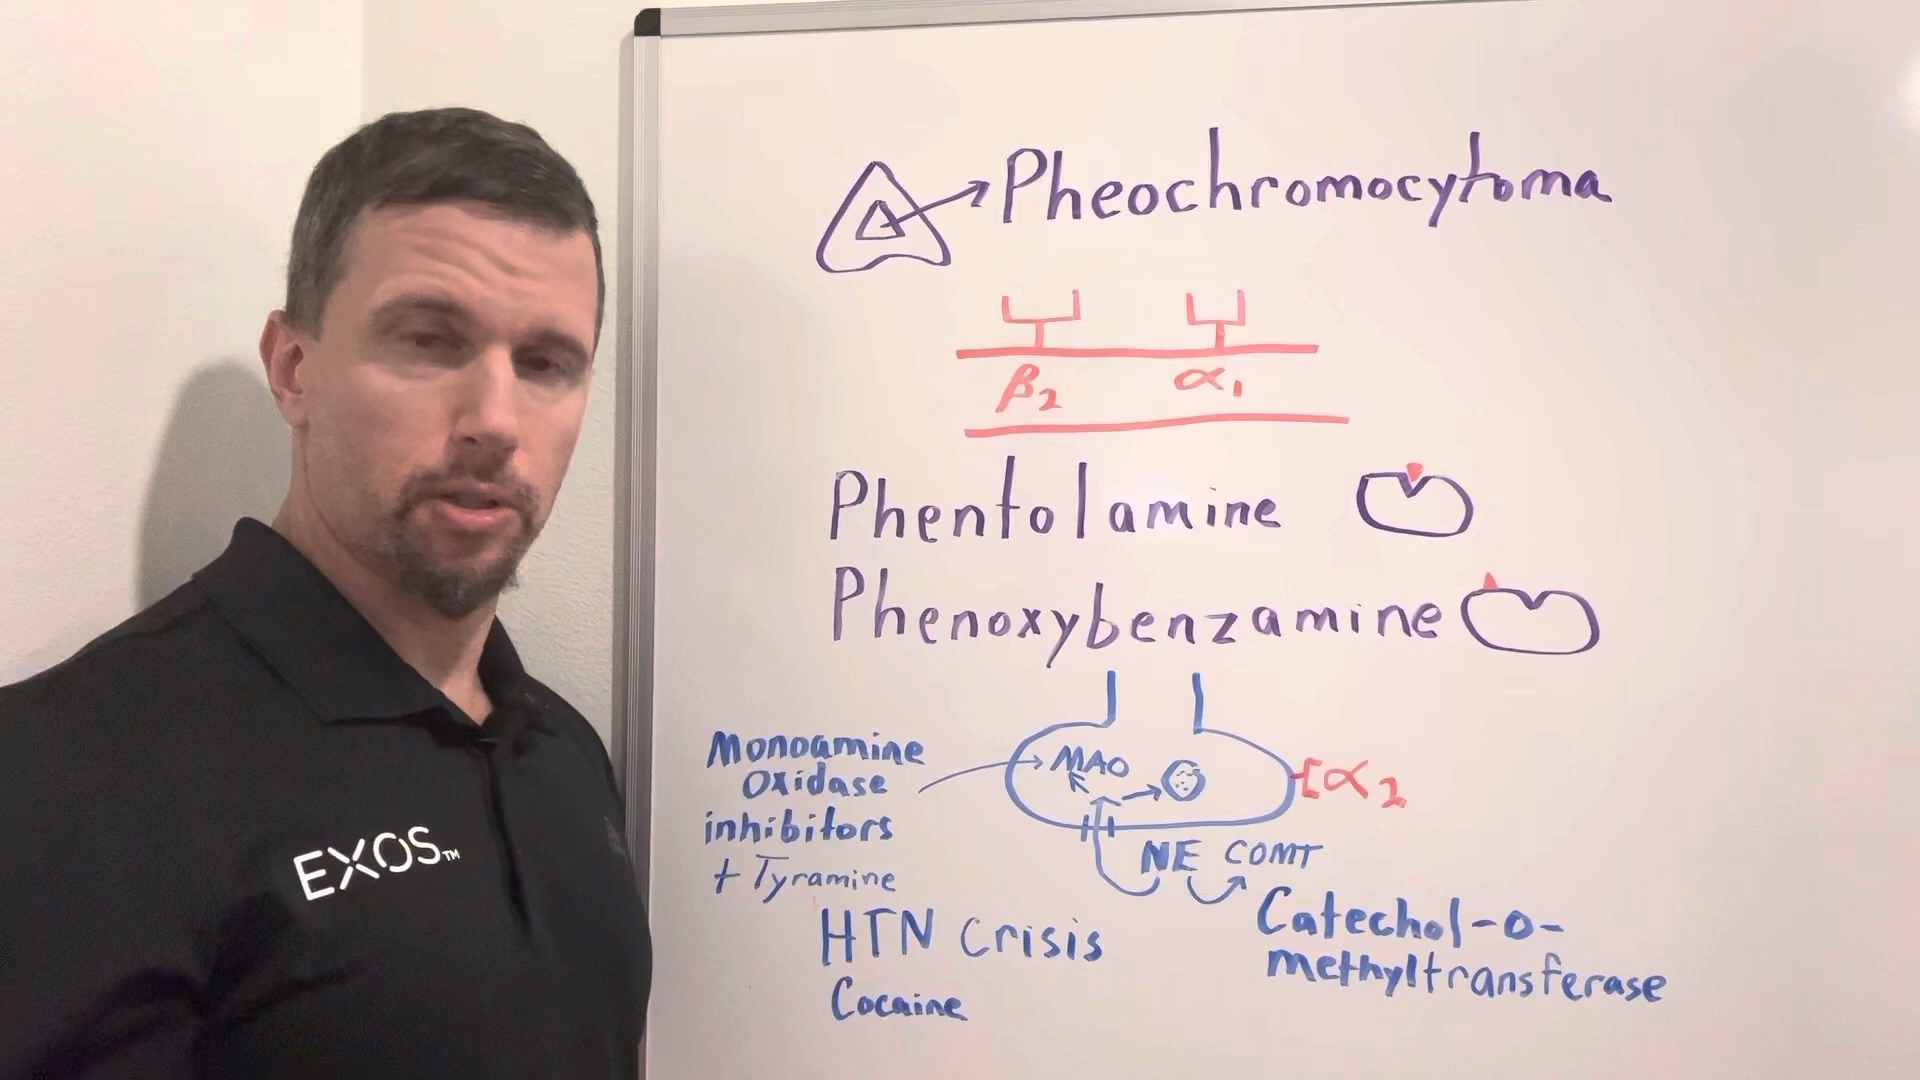 Pheochromocytoma
β2 α1
Phentolamine
Phenoxybenzamine
Monoamine
Oxidase
inhibitors
+ Tyramine
MAO
α2
NE COMT
Catechol-o-
methyltransferase
HTN Crisis
Cocaine
EXOS™